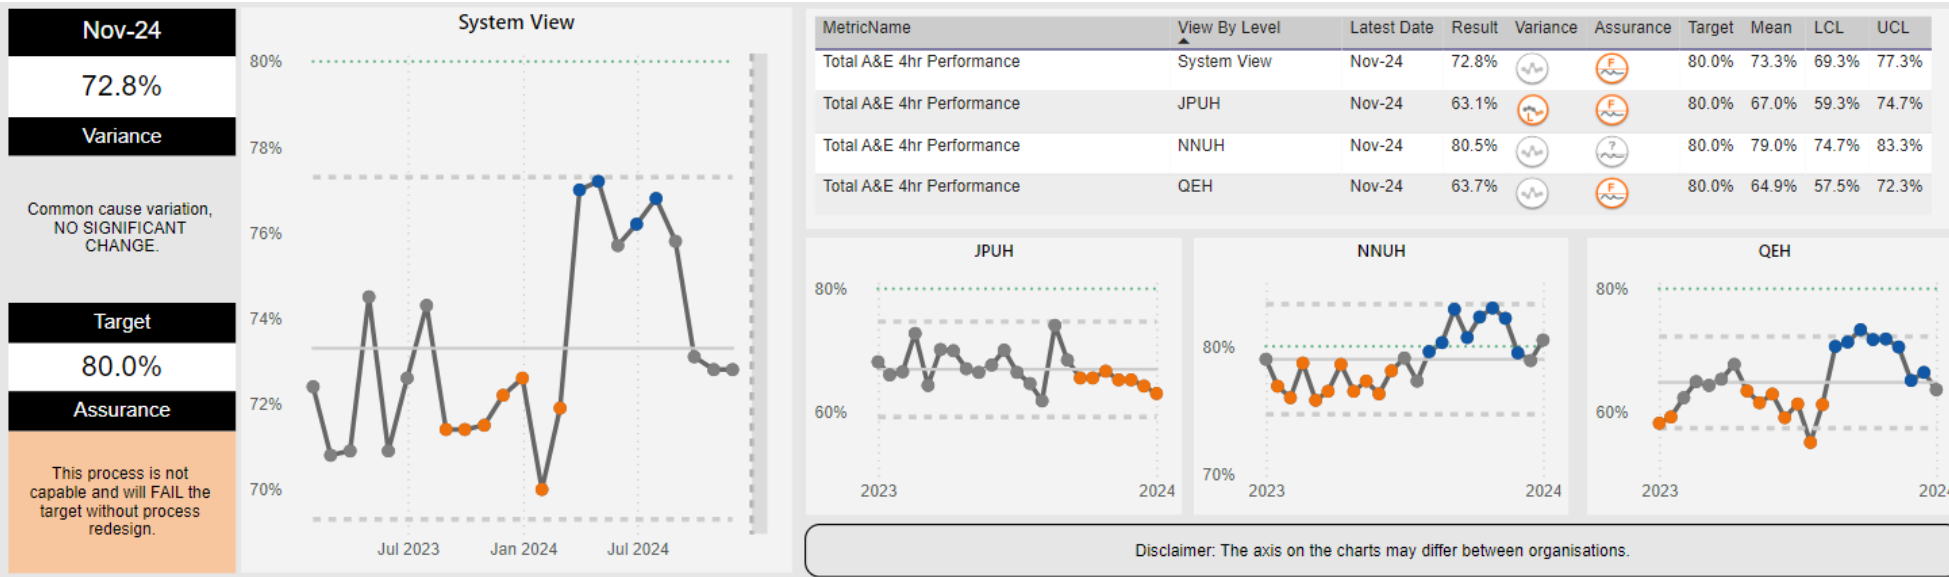 Nov-24
72.8%
Variance
Common cause variation,
NO SIGNIFICANT
CHANGE.
Target
80.0%
Assurance
This process is not
capable and will FAIL the
target without process
redesign.
System View
80%
78%
76%
74%
72%
70%
Jul 2023 Jan 2024 Jul 2024
MetricName View By Level Latest Date Result Variance Assurance Target Mean LCL UCL
Total A&E 4hr Performance System View Nov-24 72.8% F 80.0% 73.3% 69.3% 77.3%
Total A&E 4hr Performance JPUH Nov-24 63.1% L F 80.0% 67.0% 59.3% 74.7%
Total A&E 4hr Performance NNUH Nov-24 80.5% ? 80.0% 79.0% 74.7% 83.3%
Total A&E 4hr Performance QEH Nov-24 63.7% F 80.0% 64.9% 57.5% 72.3%
JPUH
80%
60%
2023 2024
NNUH
80%
70%
2023 2024
QEH
80%
60%
2023 202
Disclaimer: The axis on the charts may differ between organisations.